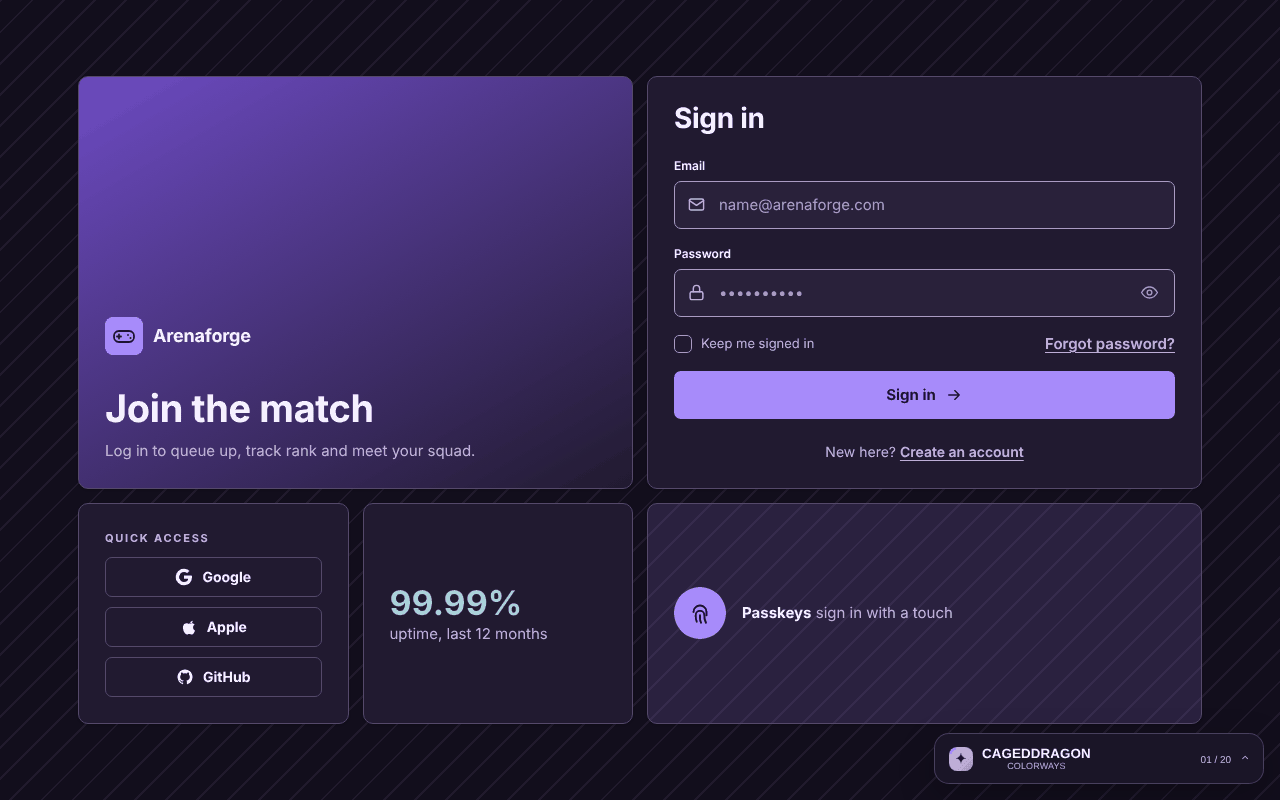 Arenaforge
Join the match
Log in to queue up, track rank and meet your squad.
Sign in
Email
name@arenaforge.com
Password
••••••••••
Keep me signed in
Forgot password?
Sign in
New here? Create an account
QUICK ACCESS
Google
Apple
GitHub
99.99%
uptime, last 12 months
Passkeys sign in with a touch
CAGEDDRAGON
COLORWAYS
01 / 20